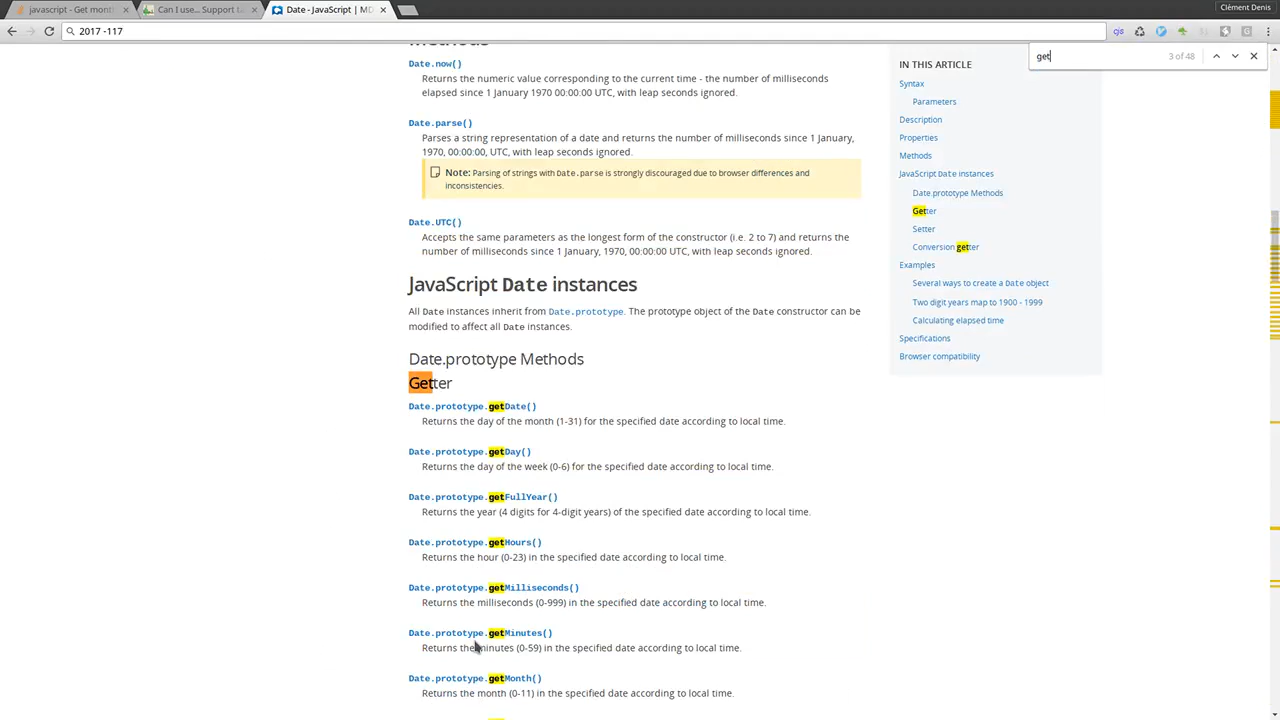 javascript - Get mont
Can I use... Support ta
Date - JavaScript | MD
Clément Denis
2017 -117
get
3 of 48
Methods
Date.now()
Returns the numeric value corresponding to the current time - the number of milliseconds
elapsed since 1 January 1970 00:00:00 UTC, with leap seconds ignored.
Date.parse()
Parses a string representation of a date and returns the number of milliseconds since 1 January,
1970, 00:00:00, UTC, with leap seconds ignored.
Note: Parsing of strings with Date.parse is strongly discouraged due to browser differences and
inconsistencies.
Date.UTC()
Accepts the same parameters as the longest form of the constructor (i.e. 2 to 7) and returns the
number of milliseconds since 1 January, 1970, 00:00:00 UTC, with leap seconds ignored.
JavaScript Date instances
All Date instances inherit from Date.prototype. The prototype object of the Date constructor can be
modified to affect all Date instances.
Date.prototype Methods
Getter
Date.prototype.getDate()
Returns the day of the month (1-31) for the specified date according to local time.
Date.prototype.getDay()
Returns the day of the week (0-6) for the specified date according to local time.
Date.prototype.getFullYear()
Returns the year (4 digits for 4-digit years) of the specified date according to local time.
Date.prototype.getHours()
Returns the hour (0-23) in the specified date according to local time.
Date.prototype.getMilliseconds()
Returns the milliseconds (0-999) in the specified date according to local time.
Date.prototype.getMinutes()
Returns the minutes (0-59) in the specified date according to local time.
Date.prototype.getMonth()
Returns the month (0-11) in the specified date according to local time.
IN THIS ARTICLE
Syntax
Parameters
Description
Properties
Methods
JavaScript Date instances
Date.prototype Methods
Getter
Setter
Conversion getter
Examples
Several ways to create a Date object
Two digit years map to 1900 - 1999
Calculating elapsed time
Specifications
Browser compatibility